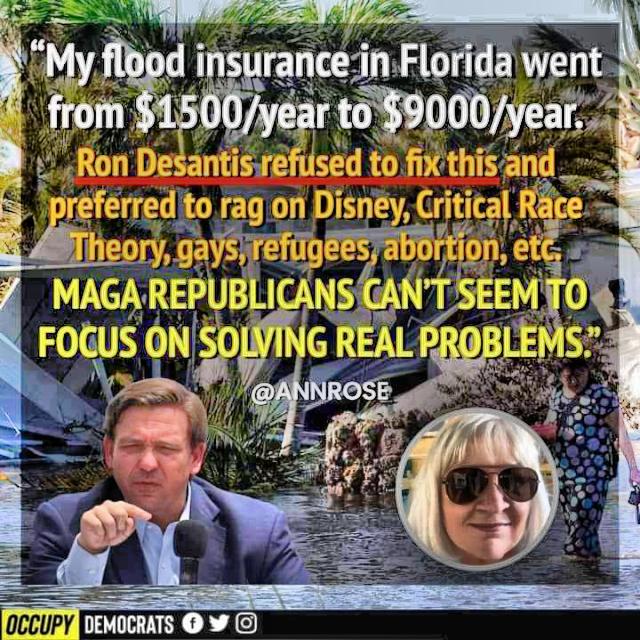 “My flood insurance in Florida went
from $1500/year to $9000/year.
Ron Desantis refused to fix this and
preferred to rag on Disney, Critical Race
Theory, gays, refugees, abortion, etc.
MAGA REPUBLICANS CAN'T SEEM TO
FOCUS ON SOLVING REAL PROBLEMS.”
@ANNROSE
OCCUPY DEMOCRATS